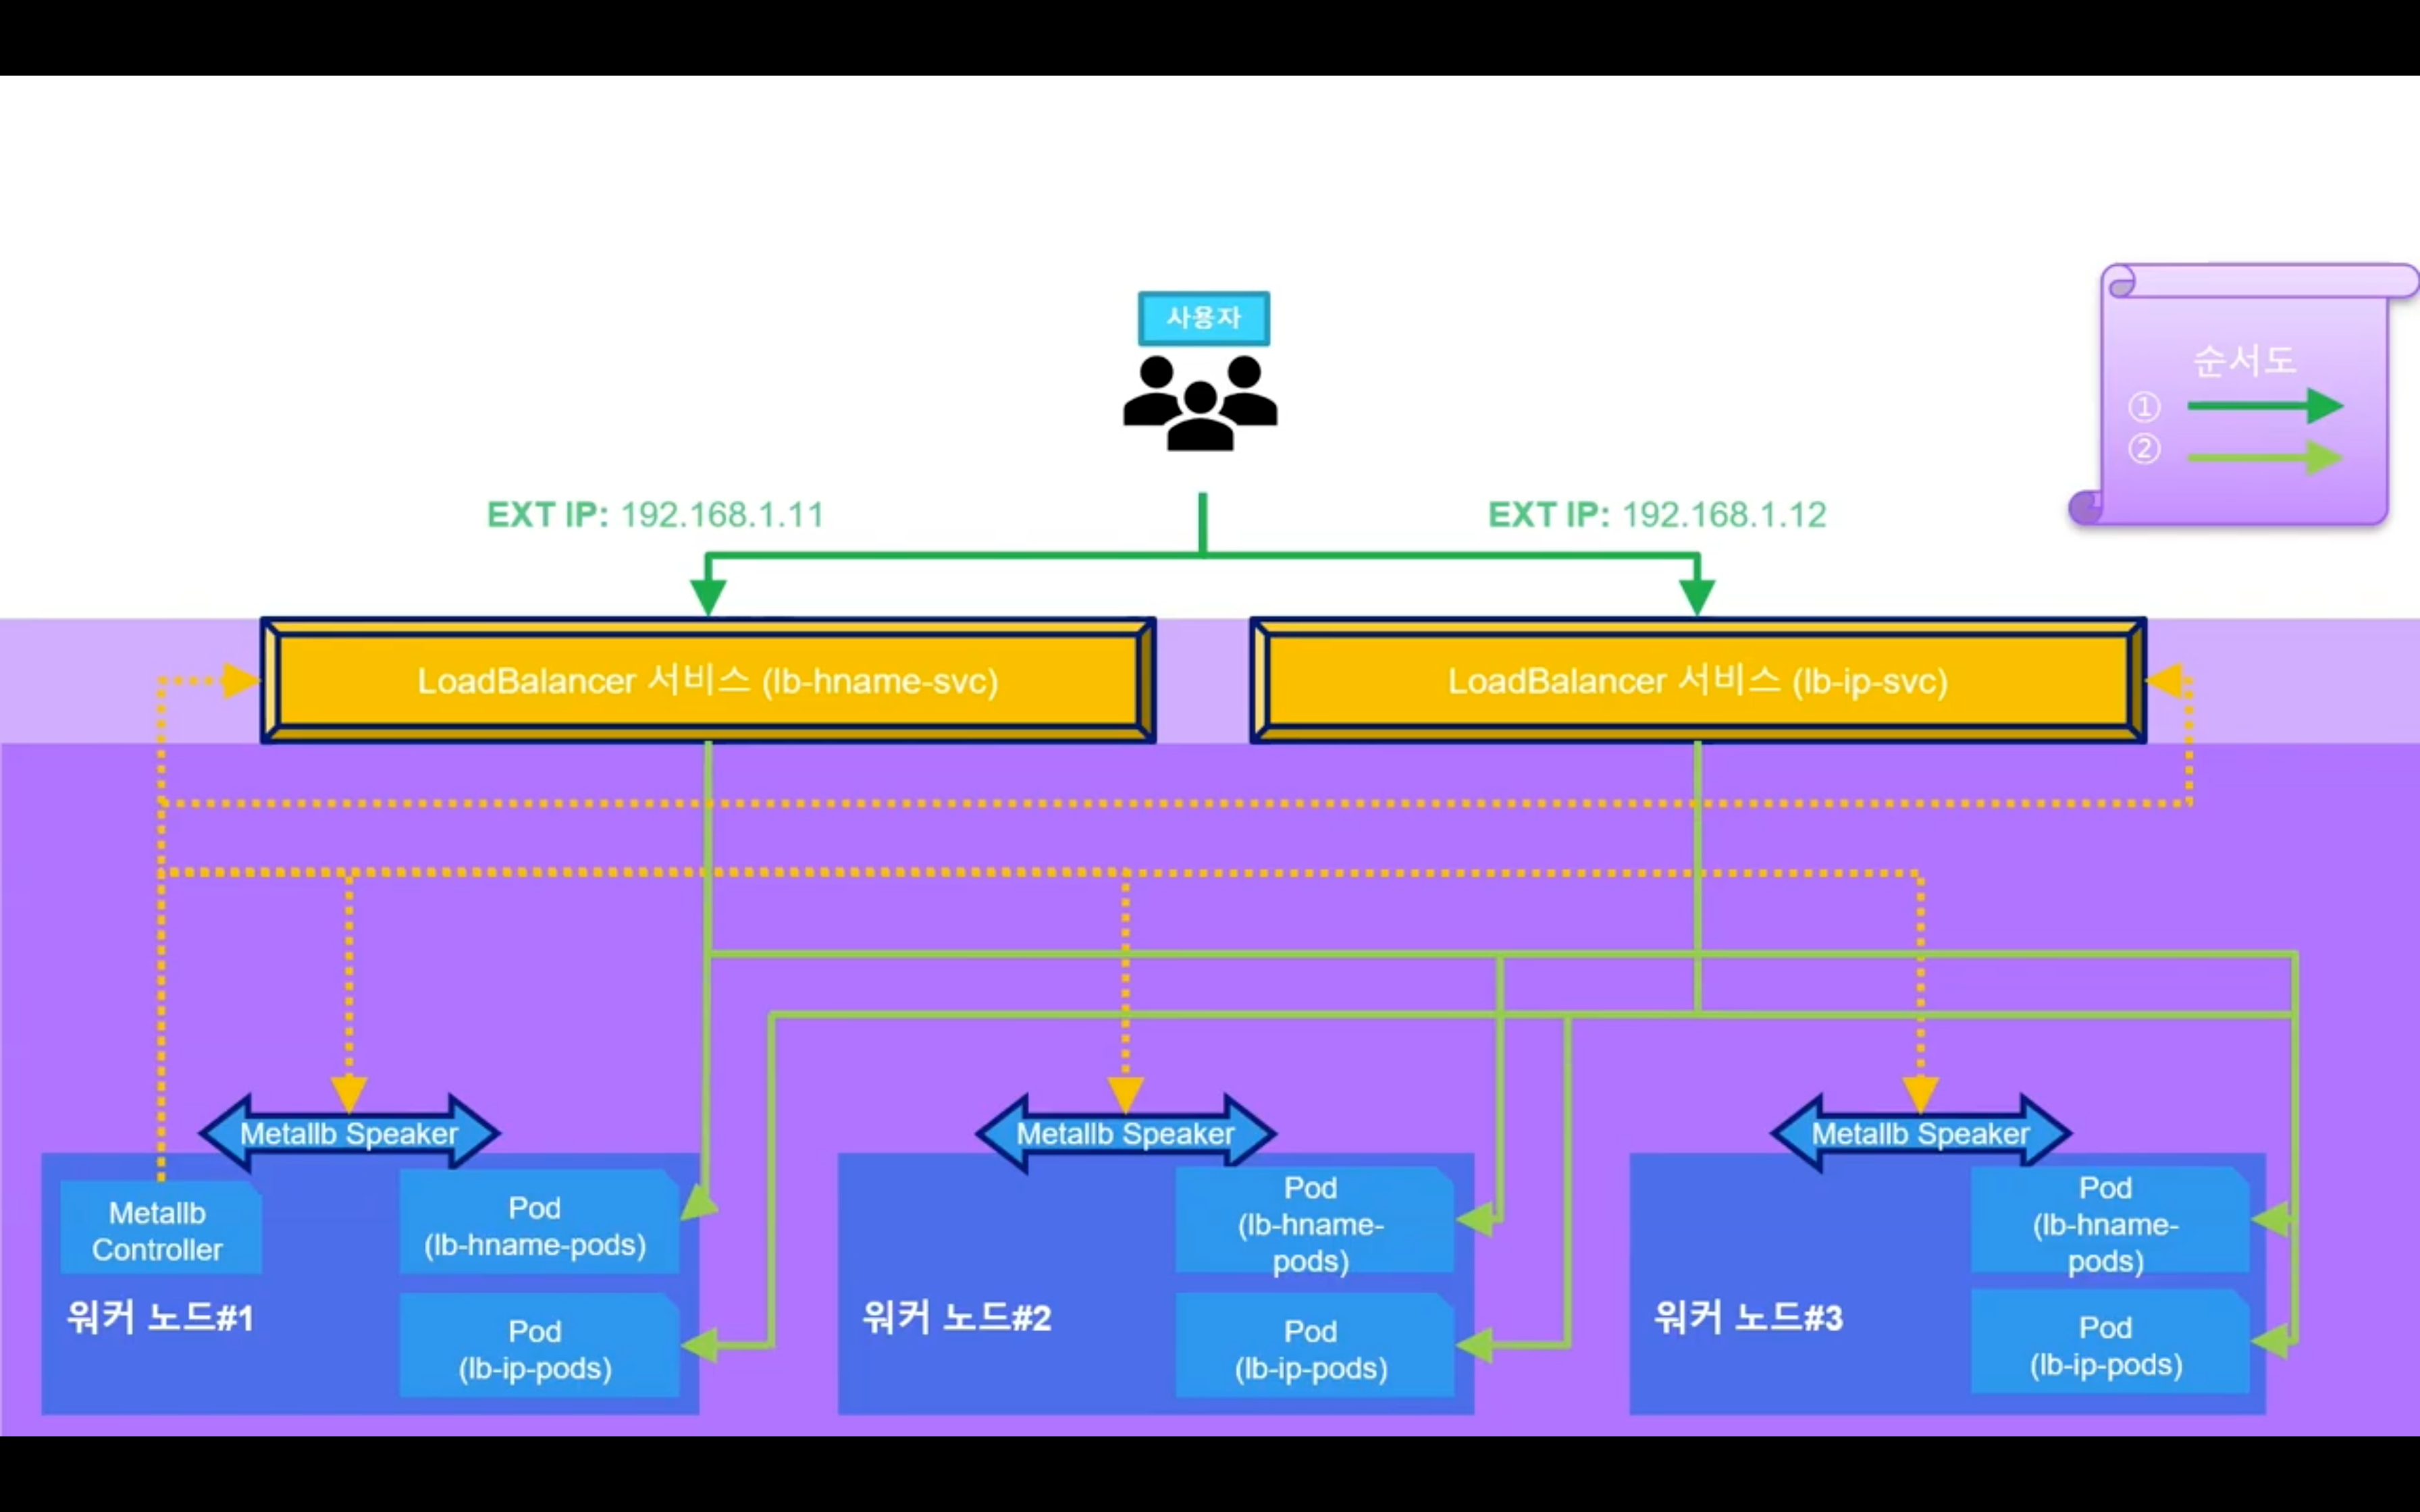 사용자
순서도
①
②
EXT IP: 192.168.1.11
EXT IP: 192.168.1.12
LoadBalancer 서비스 (lb-hname-svc)
LoadBalancer 서비스 (lb-ip-svc)
Metallb Speaker
Metallb Speaker
Metallb Speaker
Metallb
Controller
Pod
(lb-hname-pods)
워커 노드#1
Pod
(lb-ip-pods)
Pod
(lb-hname-
pods)
워커 노드#2
Pod
(lb-ip-pods)
Pod
(lb-hname-
pods)
워커 노드#3
Pod
(lb-ip-pods)